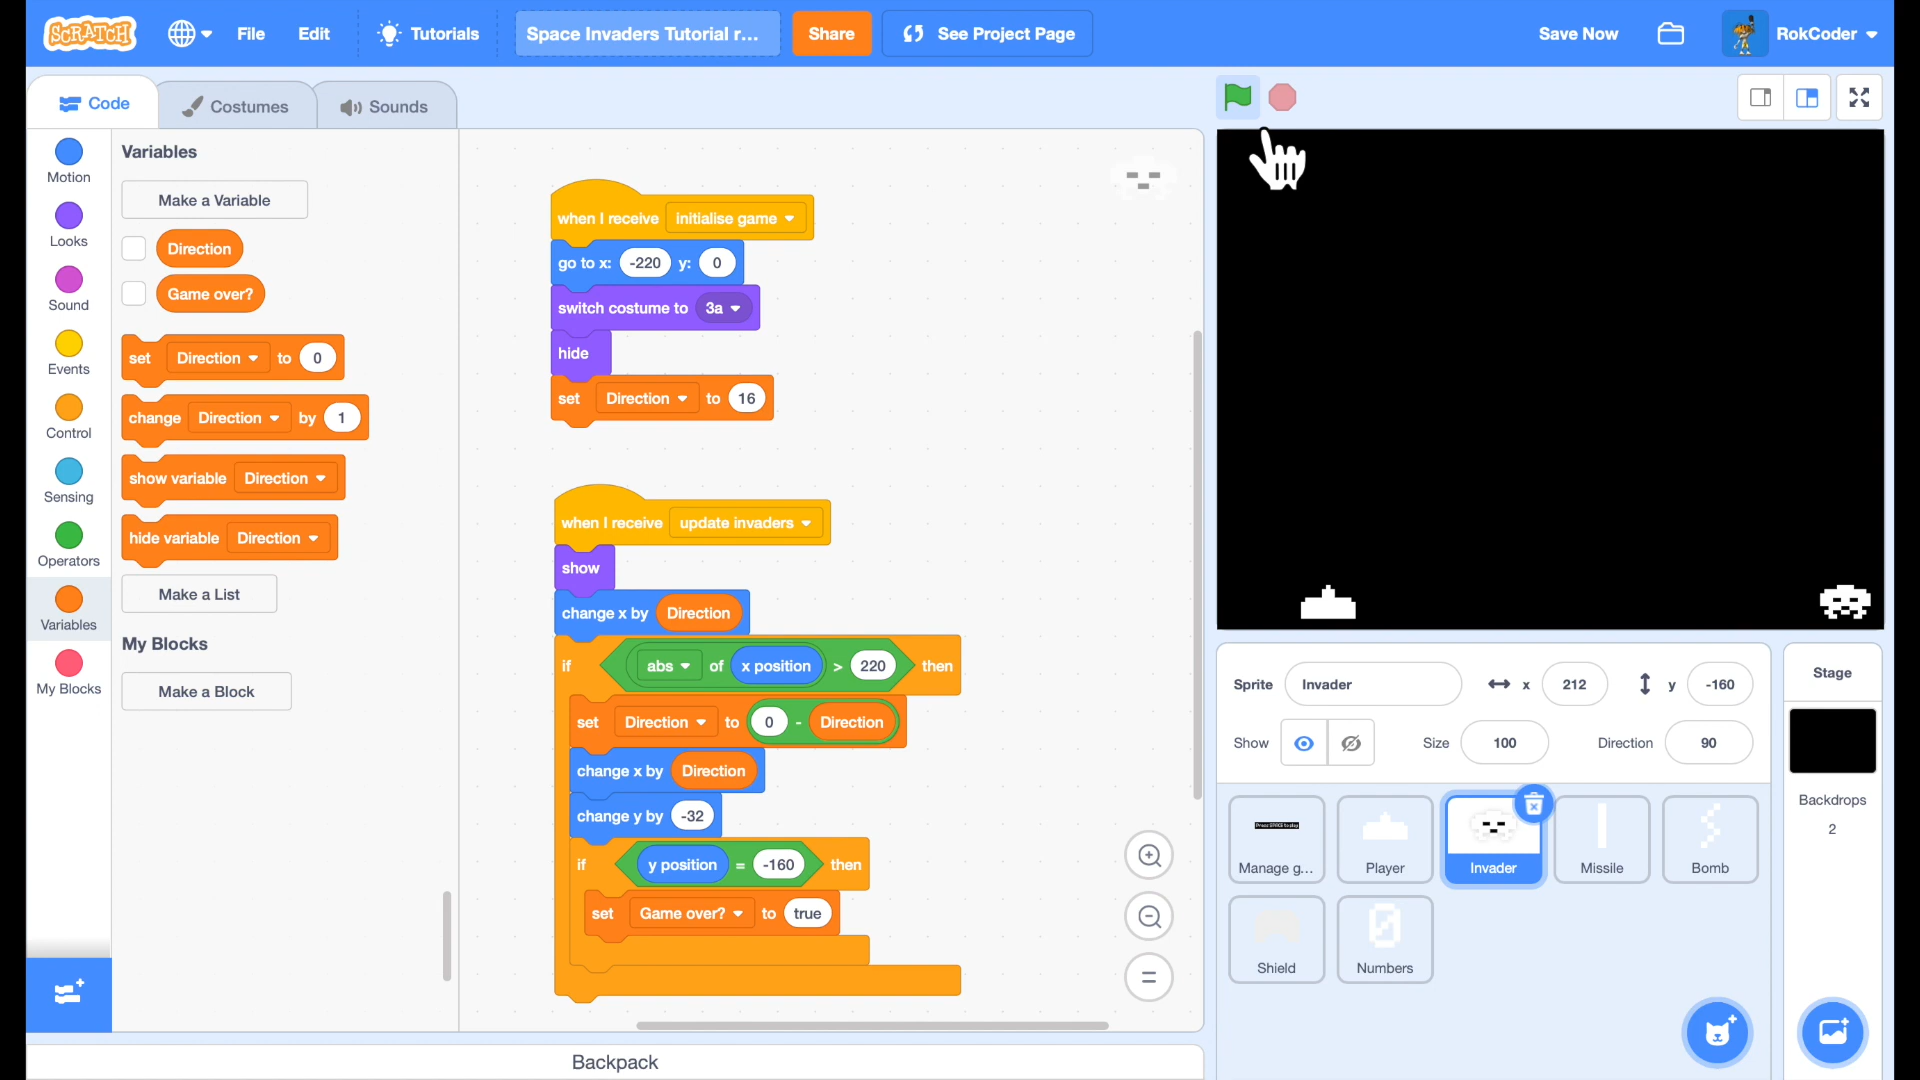 SCRATCH
File
Edit
Tutorials
Space Invaders Tutorial r...
Share
See Project Page
Save Now
RokCoder
Code
Costumes
Sounds
Motion
Looks
Sound
Events
Control
Sensing
Operators
Variables
My Blocks
Variables
Make a Variable
Direction
Game over?
set Direction to 0
change Direction by 1
show variable Direction
hide variable Direction
Make a List
My Blocks
Make a Block
when I receive initialise game
go to x: -220 y: 0
switch costume to 3a
hide
set Direction to 16
when I receive update invaders
show
change x by Direction
if abs of x position > 220 then
set Direction to 0 - Direction
change x by Direction
change y by -32
if y position = -160 then
set Game over? to true
Backpack
Sprite Invader x 212 y -160
Show Size 100 Direction 90
Press SPACE to play
Manage g...
Player
Invader
Missile
Bomb
Shield
Numbers
Stage
Backdrops
2